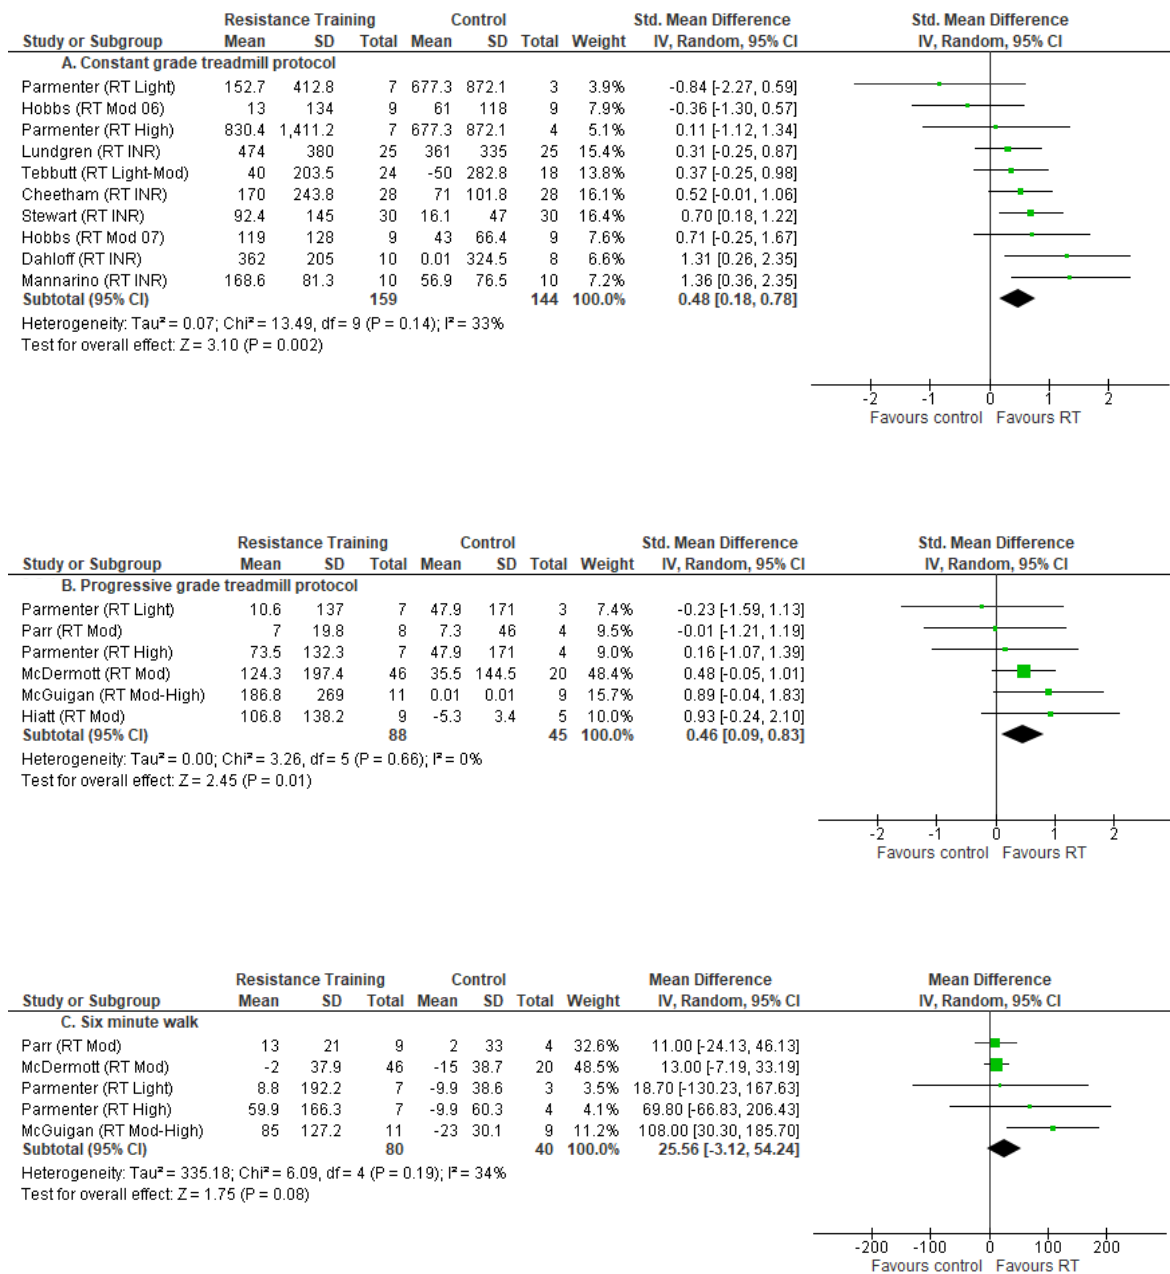 Resistance Training Control Std. Mean Difference Std. Mean Difference
Study or Subgroup Mean SD Total Mean SD Total Weight IV, Random, 95% CI IV, Random, 95% CI
A. Constant grade treadmill protocol
Parmenter (RT Light) 152.7 412.8 7 677.3 872.1 3 3.9% -0.84 [-2.27, 0.59]
Hobbs (RT Mod 06) 13 134 9 61 118 9 7.9% -0.36 [-1.30, 0.57]
Parmenter (RT High) 830.4 1,411.2 7 677.3 872.1 4 5.1% 0.11 [-1.12, 1.34]
Lundgren (RT INR) 474 380 25 361 335 25 15.4% 0.31 [-0.25, 0.87]
Tebbutt (RT Light-Mod) 40 203.5 24 -50 282.8 18 13.8% 0.37 [-0.25, 0.98]
Cheetham (RT INR) 170 243.8 28 71 101.8 28 16.1% 0.52 [-0.01, 1.06]
Stewart (RT INR) 92.4 145 30 16.1 47 30 16.4% 0.70 [0.18, 1.22]
Hobbs (RT Mod 07) 119 128 9 43 66.4 9 7.6% 0.71 [-0.25, 1.67]
Dahloff (RT INR) 362 205 10 0.01 324.5 8 6.6% 1.31 [0.26, 2.35]
Mannarino (RT INR) 168.6 81.3 10 56.9 76.5 10 7.2% 1.36 [0.36, 2.35]
Subtotal (95% CI) 159 144 100.0% 0.48 [0.18, 0.78]
Heterogeneity: Tau² = 0.07; Chi² = 13.49, df = 9 (P = 0.14); I² = 33%
Test for overall effect: Z = 3.10 (P = 0.002)
-2 -1 0 1 2
Favours control Favours RT
Resistance Training Control Std. Mean Difference Std. Mean Difference
Study or Subgroup Mean SD Total Mean SD Total Weight IV, Random, 95% CI IV, Random, 95% CI
B. Progressive grade treadmill protocol
Parmenter (RT Light) 10.6 137 7 47.9 171 3 7.4% -0.23 [-1.59, 1.13]
Parr (RT Mod) 7 19.8 8 7.3 46 4 9.5% -0.01 [-1.21, 1.19]
Parmenter (RT High) 73.5 132.3 7 47.9 171 4 9.0% 0.16 [-1.07, 1.39]
McDermott (RT Mod) 124.3 197.4 46 35.5 144.5 20 48.4% 0.48 [-0.05, 1.01]
McGuigan (RT Mod-High) 186.8 269 11 0.01 0.01 9 15.7% 0.89 [-0.04, 1.83]
Hiatt (RT Mod) 106.8 138.2 9 -5.3 3.4 5 10.0% 0.93 [-0.24, 2.10]
Subtotal (95% CI) 88 45 100.0% 0.46 [0.09, 0.83]
Heterogeneity: Tau² = 0.00; Chi² = 3.26, df = 5 (P = 0.66); I² = 0%
Test for overall effect: Z = 2.45 (P = 0.01)
-2 -1 0 1 2
Favours control Favours RT
Resistance Training Control Mean Difference Mean Difference
Study or Subgroup Mean SD Total Mean SD Total Weight IV, Random, 95% CI IV, Random, 95% CI
C. Six minute walk
Parr (RT Mod) 13 21 9 2 33 4 32.6% 11.00 [-24.13, 46.13]
McDermott (RT Mod) -2 37.9 46 -15 38.7 20 48.5% 13.00 [-7.19, 33.19]
Parmenter (RT Light) 8.8 192.2 7 -9.9 38.6 3 3.5% 18.70 [-130.23, 167.63]
Parmenter (RT High) 59.9 166.3 7 -9.9 60.3 4 4.1% 69.80 [-66.83, 206.43]
McGuigan (RT Mod-High) 85 127.2 11 -23 30.1 9 11.2% 108.00 [30.30, 185.70]
Subtotal (95% CI) 80 40 100.0% 25.56 [-3.12, 54.24]
Heterogeneity: Tau² = 335.18; Chi² = 6.09, df = 4 (P = 0.19); I² = 34%
Test for overall effect: Z = 1.75 (P = 0.08)
-200 -100 0 100 200
Favours control Favours RT